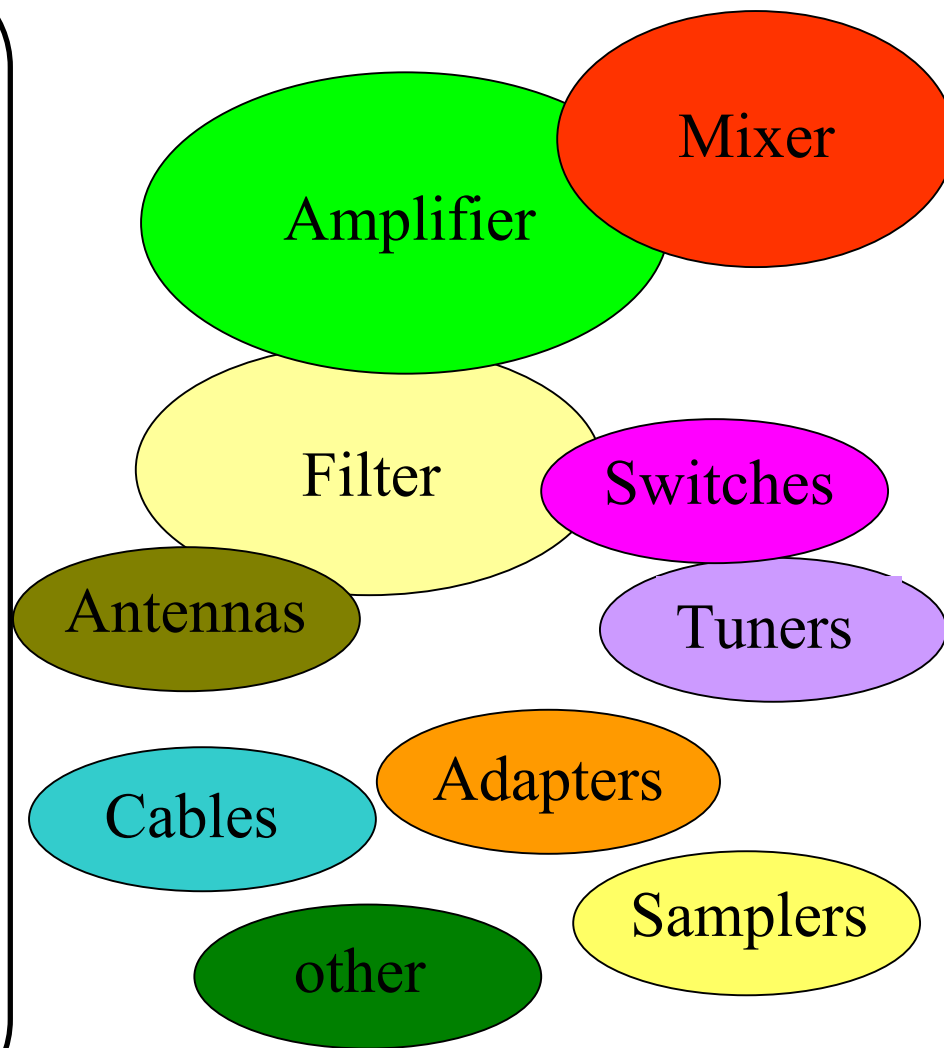 Mixer
Amplifier
Filter
Switches
Antennas
Tuners
Adapters
Cables
Samplers
other